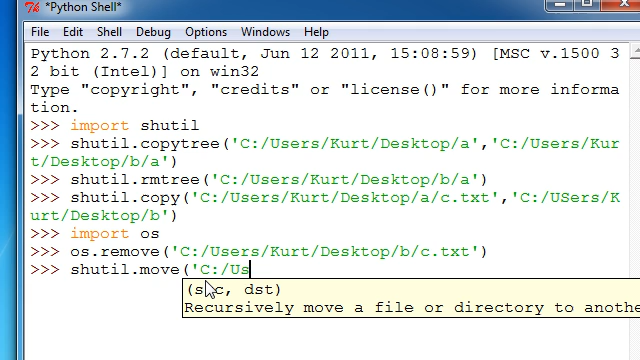 *Python Shell*
File Edit Shell Debug Options Windows Help
Python 2.7.2 (default, Jun 12 2011, 15:08:59) [MSC v.1500 3
2 bit (Intel)] on win32
Type "copyright", "credits" or "license()" for more informa
tion.
>>> import shutil
>>> shutil.copytree('C:/Users/Kurt/Desktop/a','C:/Users/Kur
t/Desktop/b/a')
>>> shutil.rmtree('C:/Users/Kurt/Desktop/b/a')
>>> shutil.copy('C:/Users/Kurt/Desktop/a/c.txt','C:/USers/K
urt/Desktop/b')
>>> import os
>>> os.remove('C:/Users/Kurt/Desktop/b/c.txt')
>>> shutil.move('C:/Us
(src, dst)
Recursively move a file or directory to anothe